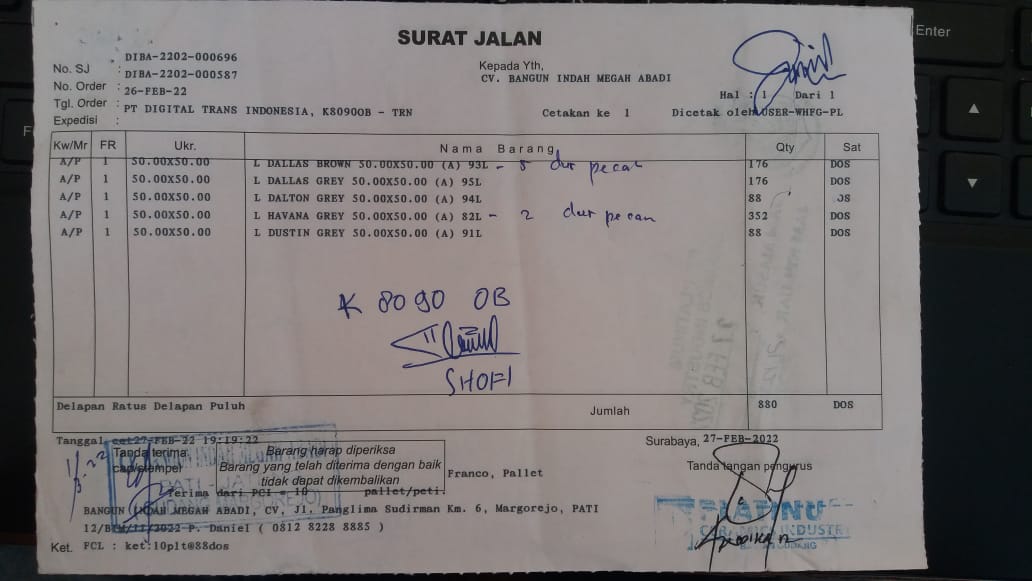 SURAT JALAN
No. SJ : DIBA-2202-000696
No. Order : DIBA-2202-000587
Tgl. Order : 26-FEB-22
Expedisi : PT DIGITAL TRANS INDONESIA, K8090OB - TRN
Kepada Yth,
CV. BANGUN INDAH MEGAH ABADI
Hal : 1 Dari 1
Cetakan ke 1
Dicetak oleh USER-WHFG-PL
Kw/Mr FR Ukr. Nama Barang Qty Sat
A/P 1 50.00X50.00 L DALLAS BROWN 50.00X50.00 (A) 93L - 8 dur pecah 176 DOS
A/P 1 50.00X50.00 L DALLAS GREY 50.00X50.00 (A) 95L 176 DOS
A/P 1 50.00X50.00 L DALTON GREY 50.00X50.00 (A) 94L 88 OS
A/P 1 50.00X50.00 L HAVANA GREY 50.00X50.00 (A) 82L - 2 dur pecah 352 DOS
A/P 1 50.00X50.00 L DUSTIN GREY 50.00X50.00 (A) 91L 88 DOS
K 8090 OB
SHOFI
Delapan Ratus Delapan Puluh Jumlah 880 DOS
Tanggal cet27-FEB-22 19:19:22
Surabaya, 27-FEB-2022
Tanda terima
cap/stempel
Barang harap diperiksa
Barang yang telah diterima dengan baik
tidak dapat dikembalikan
Franco, Pallet
Tanda tangan pengurus
Terima dari PCI = 10 pallet/peti.
BANGUN INDAH MEGAH ABADI, CV, Jl. Panglima Sudirman Km. 6, Margorejo, PATI
12/BIM/II/2022 P. Daniel ( 0812 8228 8885 )
Ket. FCL : ket:10plt@88dos
PLATINUM
CERAMICS INDUSTRY
Enter